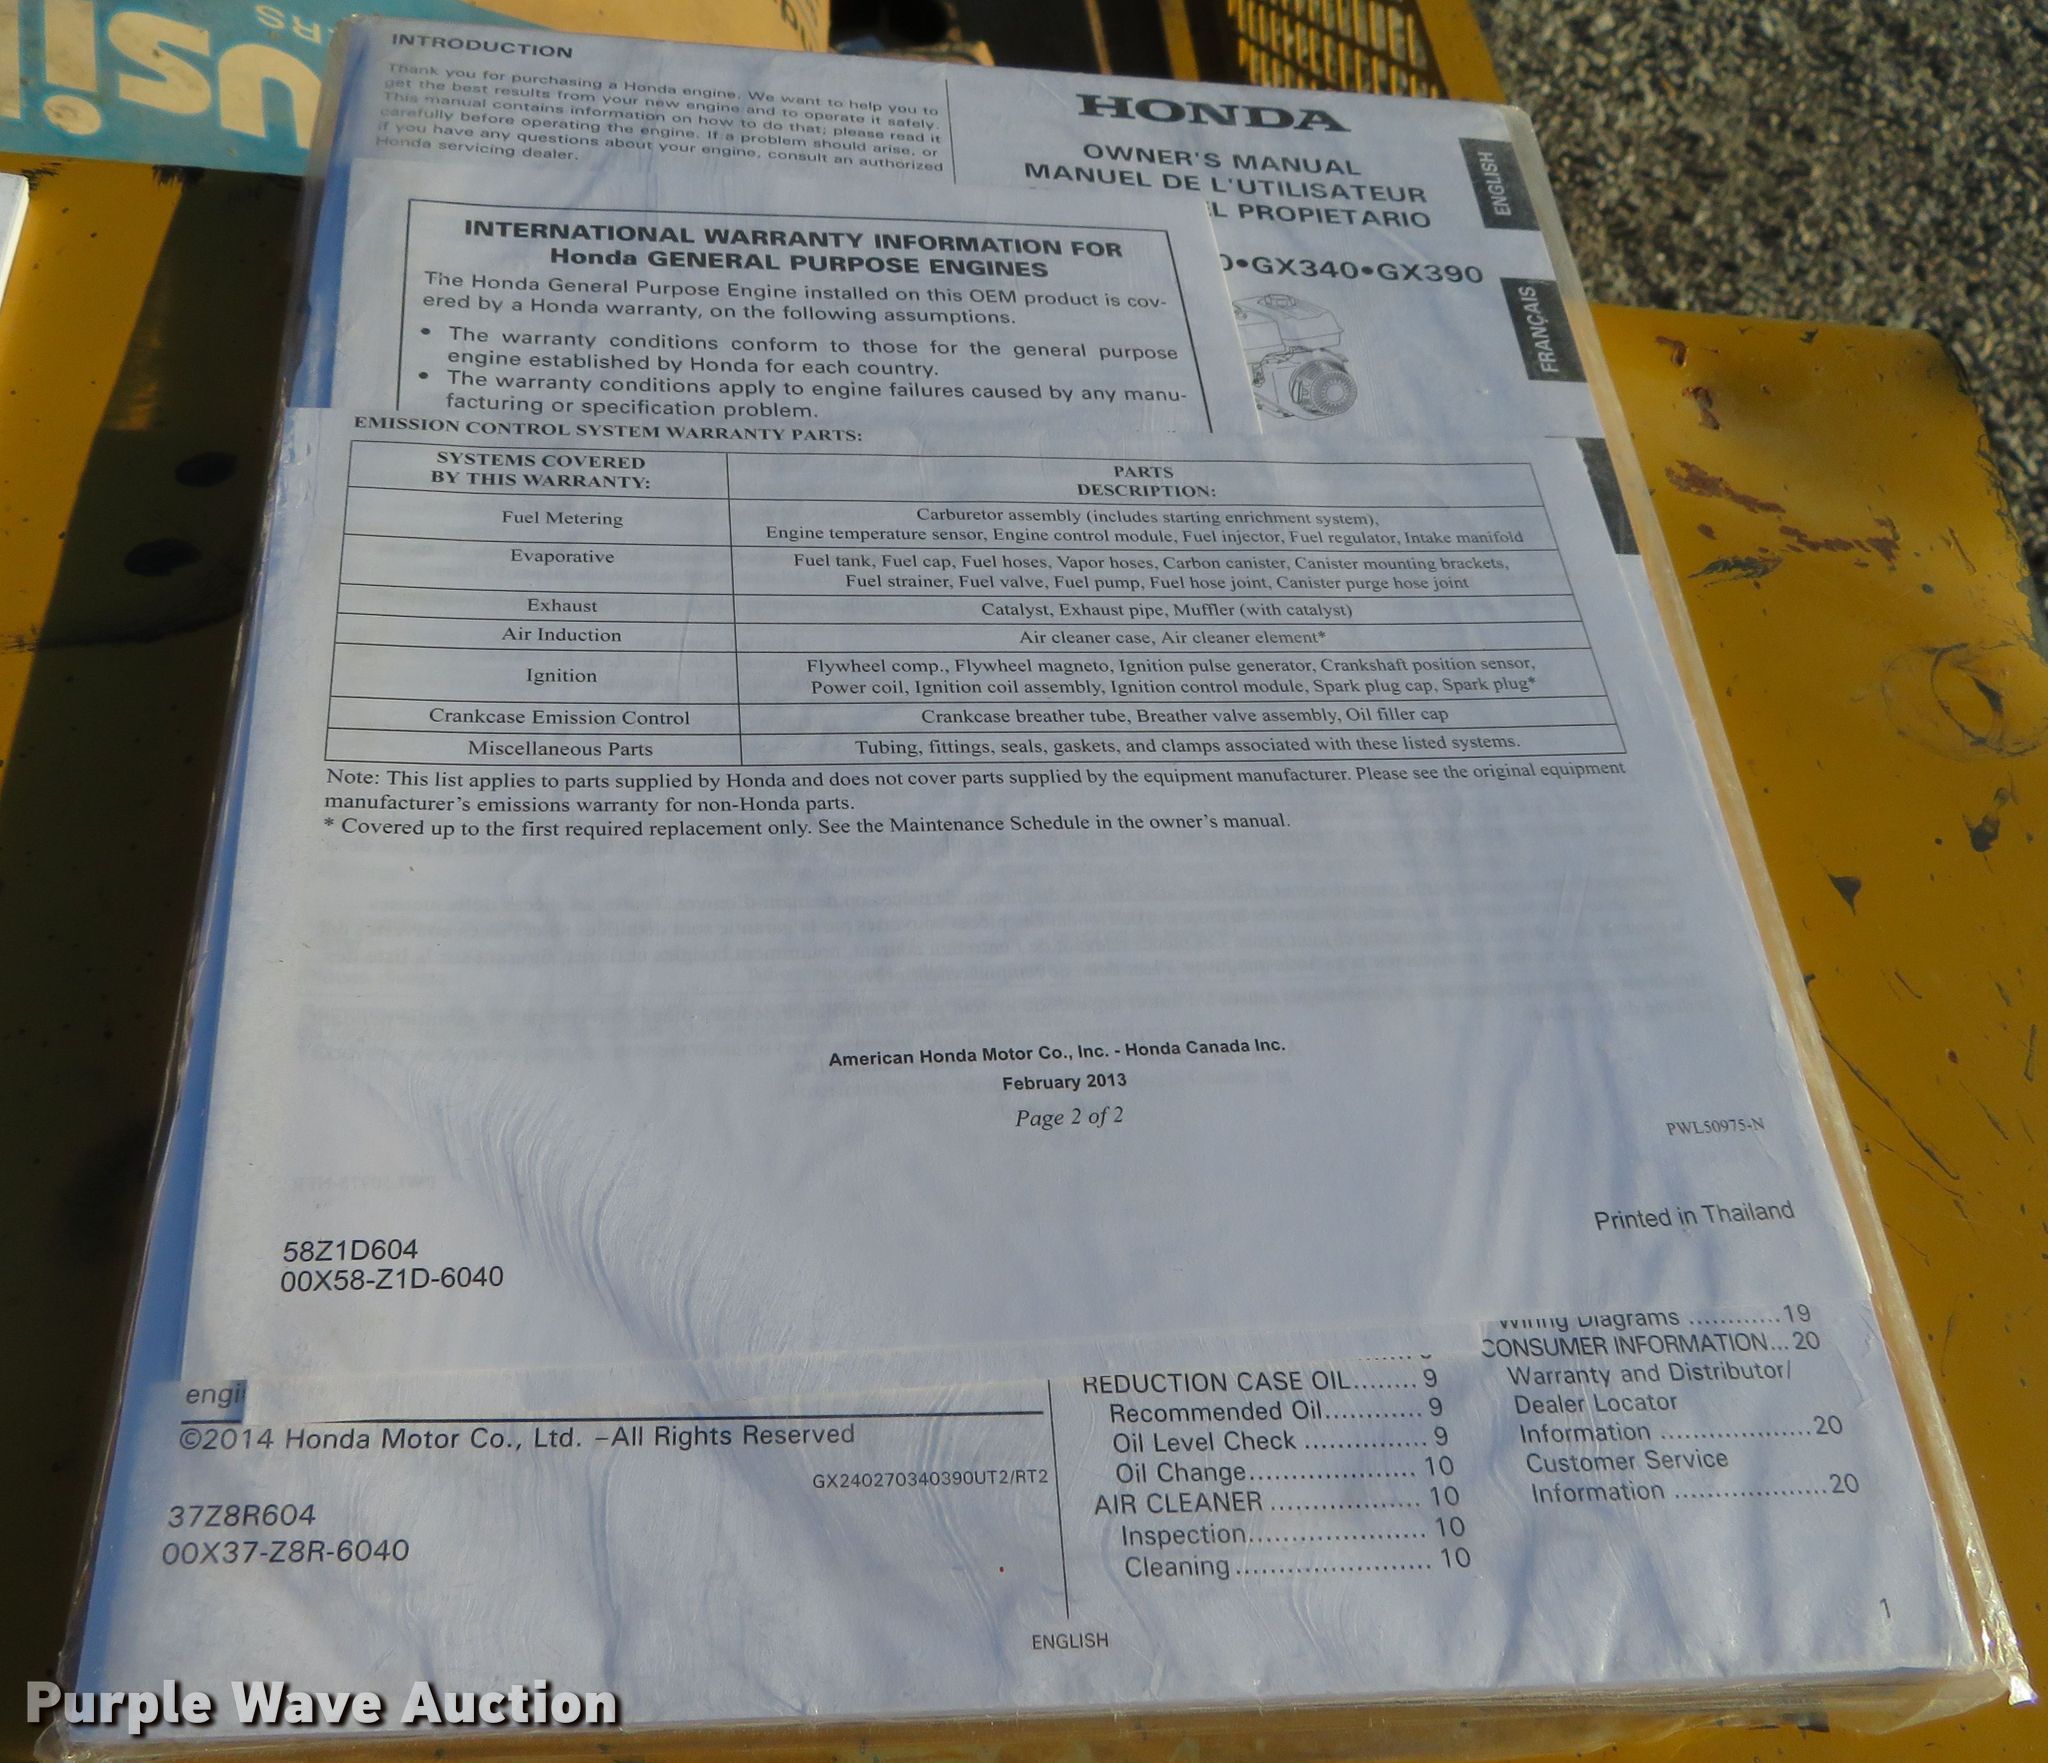 INTRODUCTION
Thank you for purchasing a Honda engine. We want to help you to
get the best results from your new engine and to operate it safely.
This manual contains information on how to do that; please read it
carefully before operating the engine. If a problem should arise, or
if you have any questions about your engine, consult an authorized
Honda servicing dealer.
HONDA
OWNER'S MANUAL
MANUEL DE L'UTILISATEUR
L PROPIETARIO
•GX340•GX390
ENGLISH
FRANÇAIS
INTERNATIONAL WARRANTY INFORMATION FOR
Honda GENERAL PURPOSE ENGINES
The Honda General Purpose Engine installed on this OEM product is cov-
ered by a Honda warranty, on the following assumptions.
• The warranty conditions conform to those for the general purpose
engine established by Honda for each country.
• The warranty conditions apply to engine failures caused by any manu-
facturing or specification problem.
EMISSION CONTROL SYSTEM WARRANTY PARTS:
SYSTEMS COVERED
BY THIS WARRANTY:
PARTS
DESCRIPTION:
Fuel Metering
Carburetor assembly (includes starting enrichment system),
Engine temperature sensor, Engine control module, Fuel injector, Fuel regulator, Intake manifold
Evaporative
Fuel tank, Fuel cap, Fuel hoses, Vapor hoses, Carbon canister, Canister mounting brackets,
Fuel strainer, Fuel valve, Fuel pump, Fuel hose joint, Canister purge hose joint
Exhaust
Catalyst, Exhaust pipe, Muffler (with catalyst)
Air Induction
Air cleaner case, Air cleaner element*
Ignition
Flywheel comp., Flywheel magneto, Ignition pulse generator, Crankshaft position sensor,
Power coil, Ignition coil assembly, Ignition control module, Spark plug cap, Spark plug*
Crankcase Emission Control
Crankcase breather tube, Breather valve assembly, Oil filler cap
Miscellaneous Parts
Tubing, fittings, seals, gaskets, and clamps associated with these listed systems.
Note: This list applies to parts supplied by Honda and does not cover parts supplied by the equipment manufacturer. Please see the original equipment
manufacturer's emissions warranty for non-Honda parts.
* Covered up to the first required replacement only. See the Maintenance Schedule in the owner's manual.
American Honda Motor Co., Inc. - Honda Canada Inc.
February 2013
Page 2 of 2
PWL50975-N
Printed in Thailand
58Z1D604
00X58-Z1D-6040
engi
©2014 Honda Motor Co., Ltd. –All Rights Reserved
GX240270340390UT2/RT2
37Z8R604
00X37-Z8R-6040
REDUCTION CASE OIL........ 9
Recommended Oil............ 9
Oil Level Check ............... 9
Oil Change.................... 10
AIR CLEANER .................. 10
Inspection..................... 10
Cleaning....................... 10
Wiring Diagrams ............19
CONSUMER INFORMATION...20
Warranty and Distributor/
Dealer Locator
Information ...................20
Customer Service
Information ...................20
1
ENGLISH
Purple Wave Auction